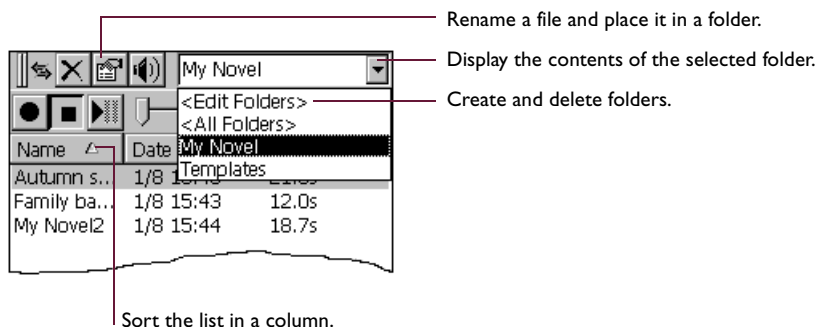 Rename a file and place it in a folder.
My Novel
Display the contents of the selected folder.
<Edit Folders>
Create and delete folders.
<All Folders>
My Novel
Name Date
Templates
Autumn s... 1/8
Family ba... 1/8 15:43 12.0s
My Novel2 1/8 15:44 18.7s
Sort the list in a column.